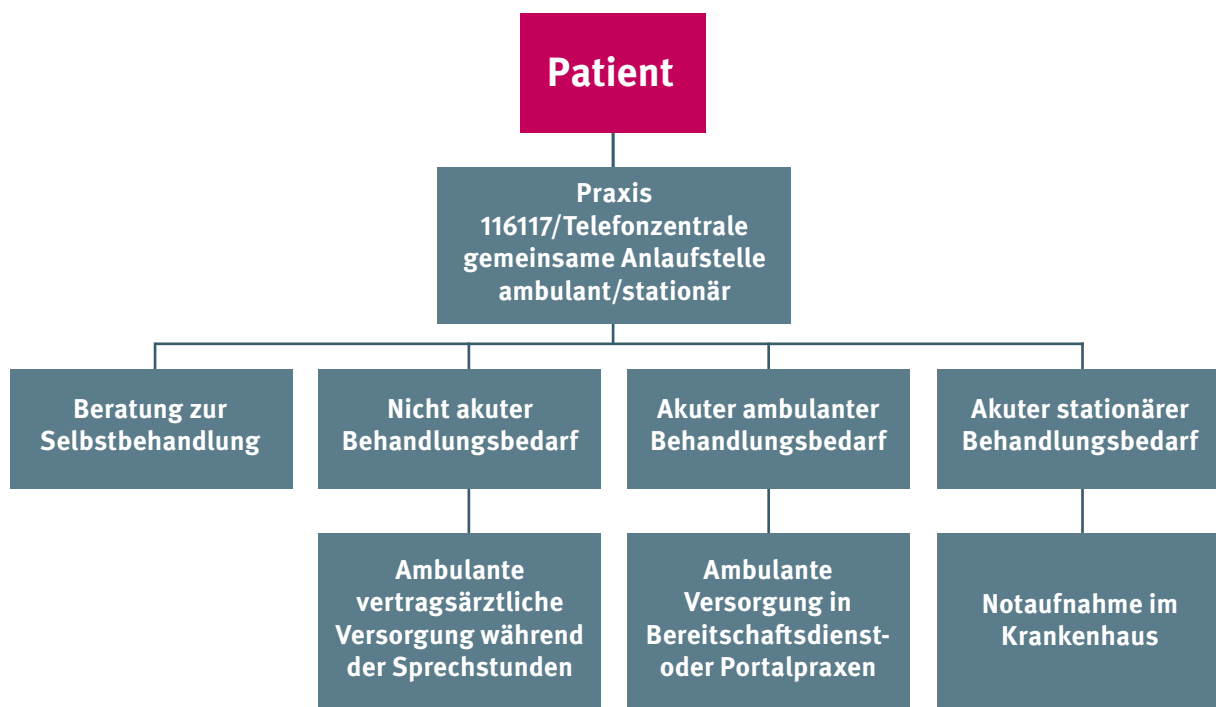 Patient
Praxis
116117/Telefonzentrale
gemeinsame Anlaufstelle
ambulant/stationär
Beratung zur
Selbstbehandlung
Nicht akuter
Behandlungsbedarf
Akuter ambulanter
Behandlungsbedarf
Akuter stationärer
Behandlungsbedarf
Ambulante
vertragsärztliche
Versorgung während
der Sprechstunden
Ambulante
Versorgung in
Bereitschaftsdienst-
oder Portalpraxen
Notaufnahme im
Krankenhaus